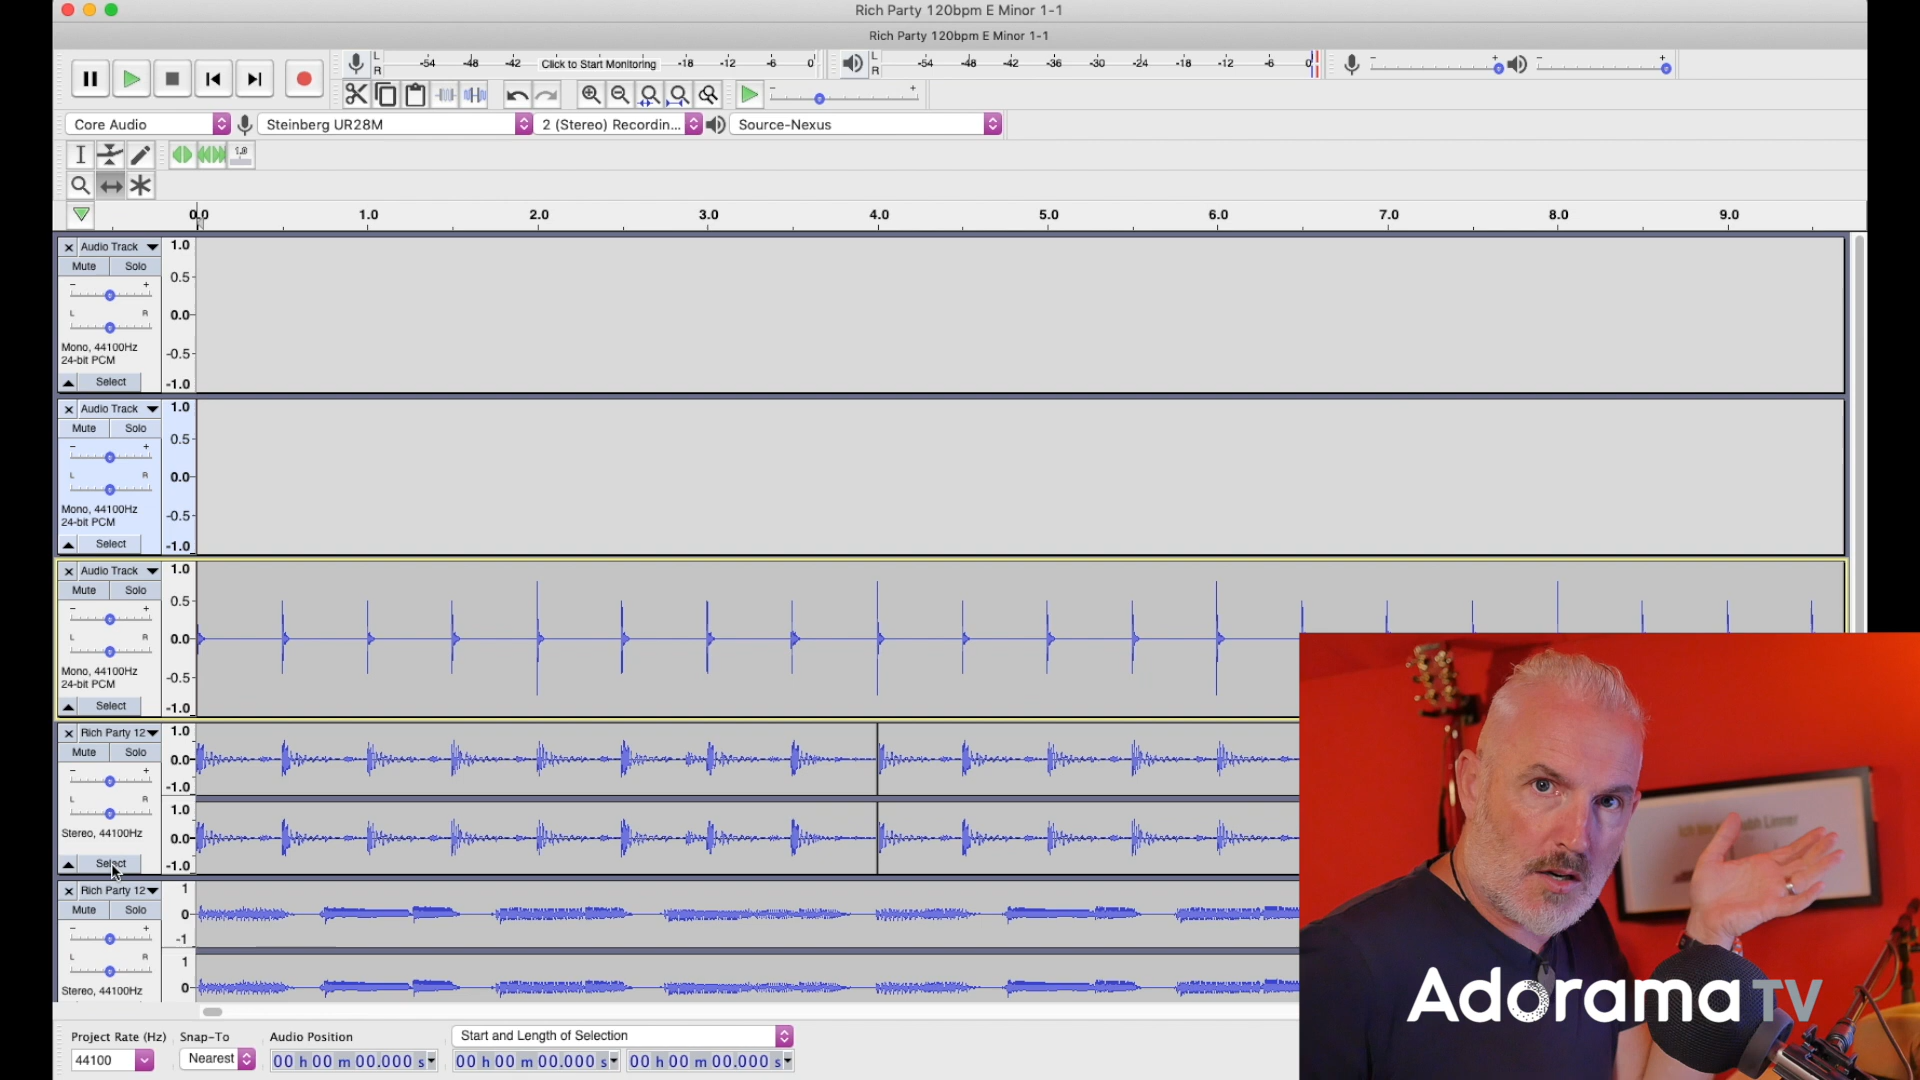 Rich Party 120bpm E Minor 1-1
Rich Party 120bpm E Minor 1-1
L
R
-54 -48 -42 Click to Start Monitoring -18 -12 -6 0
L
R
-54 -48 -42 -36 -30 -24 -18 -12 -6 0
- +
- +
- +
Core Audio
Steinberg UR28M
2 (Stereo) Recordin...
Source-Nexus
1.0 2.0 3.0 4.0 5.0 6.0 7.0 8.0 9.0
Audio Track
Mute Solo
- +
L R
Mono, 44100Hz
24-bit PCM
Select
1.0
0.5
0.0
-0.5
-1.0
Audio Track
Mute Solo
- +
L R
Mono, 44100Hz
24-bit PCM
Select
1.0
0.5
0.0
-0.5
-1.0
Audio Track
Mute Solo
- +
L R
Mono, 44100Hz
24-bit PCM
Select
1.0
0.5
0.0
-0.5
-1.0
Rich Party 12
Mute Solo
- +
L R
Stereo, 44100Hz
Select
1.0
0.0
-1.0
1.0
0.0
-1.0
Rich Party 12
Mute Solo
- +
L R
Stereo, 44100Hz
1
0
-1
1
0
Adorama TV
Project Rate (Hz) Snap-To Audio Position Start and Length of Selection
44100 Nearest 00 h 00 m 00.000 s 00 h 00 m 00.000 s 00 h 00 m 00.000 s